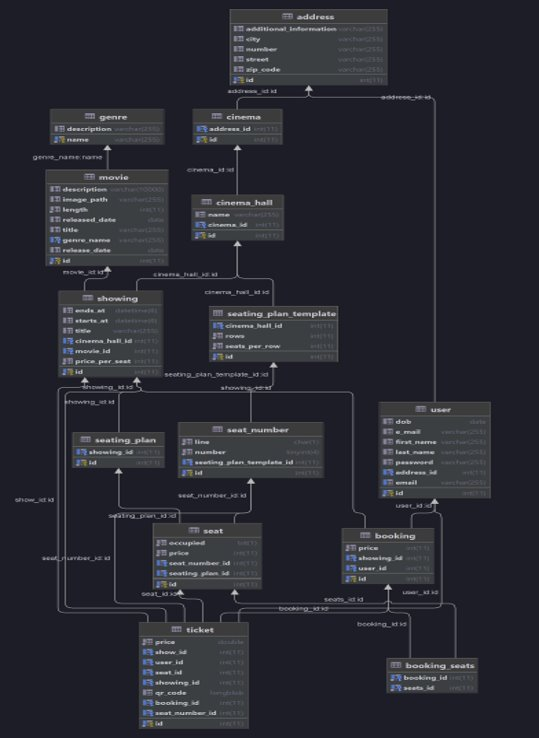 address
additional_information varchar(255)
city varchar(255)
number varchar(255)
street varchar(255)
zip_code varchar(255)
id int(11)
address_id:id
address_id:id
genre
description varchar(255)
name varchar(255)
cinema
address_id int(11)
id int(11)
genre_name:name
cinema_id:id
movie
description varchar(10000)
image_path varchar(255)
length int(11)
released_date date
title varchar(255)
genre_name varchar(255)
release_date date
id int(11)
cinema_hall
name varchar(255)
cinema_id int(11)
id int(11)
movie_id:id
cinema_hall_id:id
cinema_hall_id:id
showing
ends_at datetime(6)
starts_at datetime(6)
title varchar(255)
cinema_hall_id int(11)
movie_id int(11)
price_per_seat int(11)
id int(11)
seating_plan_template
cinema_hall_id int(11)
rows int(11)
seats_per_row int(11)
id int(11)
seating_plan_template_id:id
showing_id:id
showing_id:id
showing_id:id
user
dob date
e_mail varchar(255)
first_name varchar(255)
last_name varchar(255)
password varchar(255)
address_id int(11)
email varchar(255)
id int(11)
seating_plan
showing_id int(11)
id int(11)
seat_number
line char(1)
number tinyint(4)
seating_plan_template_id int(11)
id int(11)
show_id:id
seat_number_id:id
seating_plan_id:id
user_id:id
seat
occupied bit(1)
price int(11)
seat_number_id int(11)
seating_plan_id int(11)
id int(11)
booking
price int(11)
showing_id int(11)
user_id int(11)
id int(11)
seat_number_id:id
seat_id:id
user_id:id
seats_id:id
booking_id:id
booking_id:id
ticket
price double
show_id int(11)
user_id int(11)
seat_id int(11)
showing_id int(11)
qr_code longblob
booking_id int(11)
seat_number_id int(11)
id int(11)
booking_seats
booking_id int(11)
seats_id int(11)